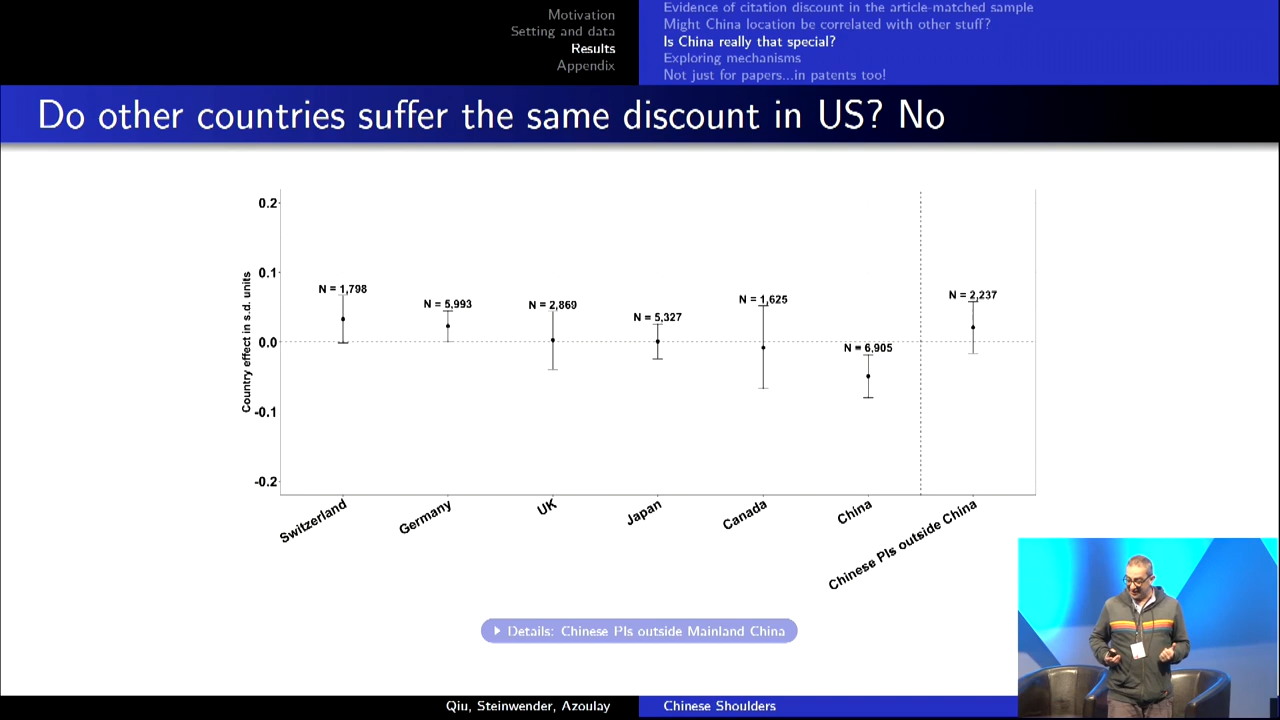 Motivation
Setting and data
Results
Appendix
Evidence of citation discount in the article-matched sample
Might China location be correlated with other stuff?
Is China really that special?
Exploring mechanisms
Not just for papers...in patents too!
Do other countries suffer the same discount in US? No
Country effect in s.d. units
0.2
0.1
0.0
-0.1
-0.2
N = 1,798
N = 5,993
N = 2,869
N = 5,327
N = 1,625
N = 6,905
N = 2,237
Switzerland
Germany
UK
Japan
Canada
China
Chinese PIs outside China
Details: Chinese PIs outside Mainland China
Qiu, Steinwender, Azoulay
Chinese Shoulders